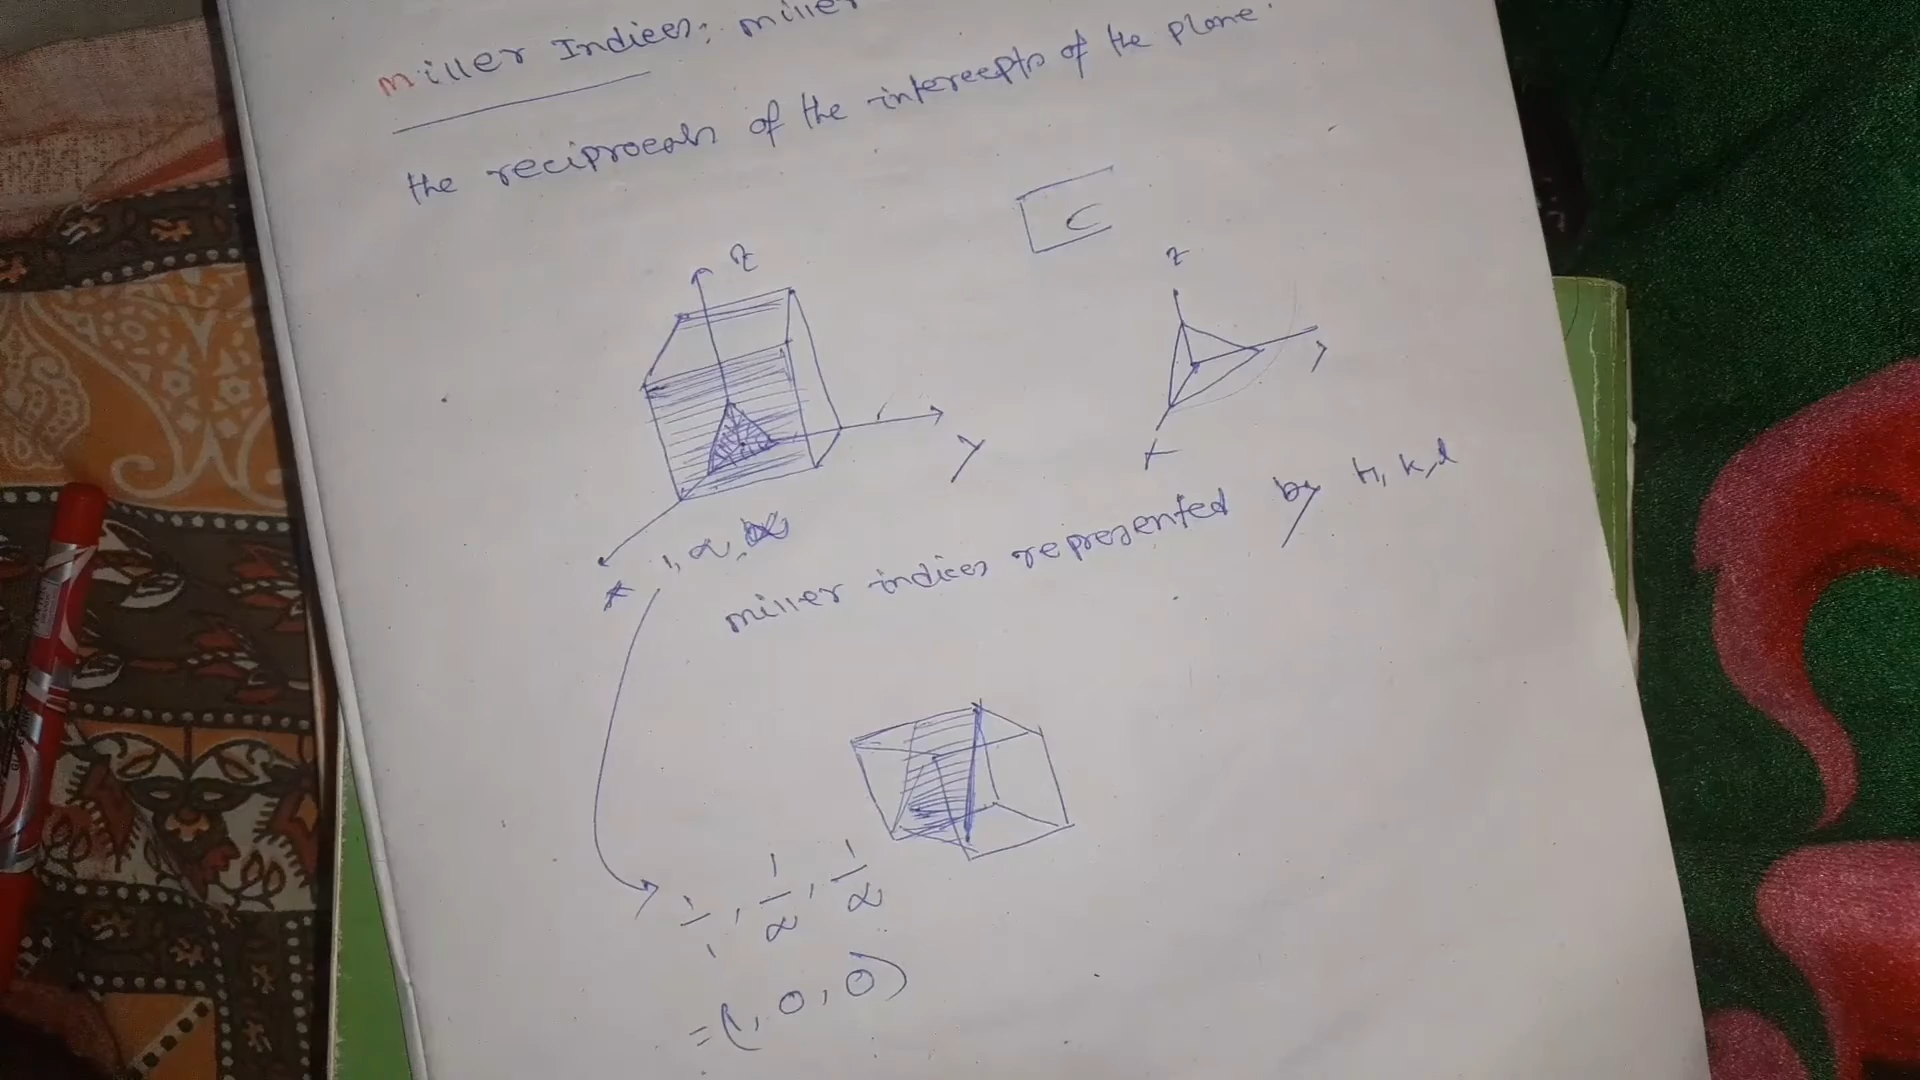 Miller Indices: miller
the reciprocals of the intercepts of the plane.
C
z
z
y
y
x
x
1, ∝, ∝
miller indices represented by h, k, l
1/1, 1/∝, 1/∝
=(1, 0, 0)